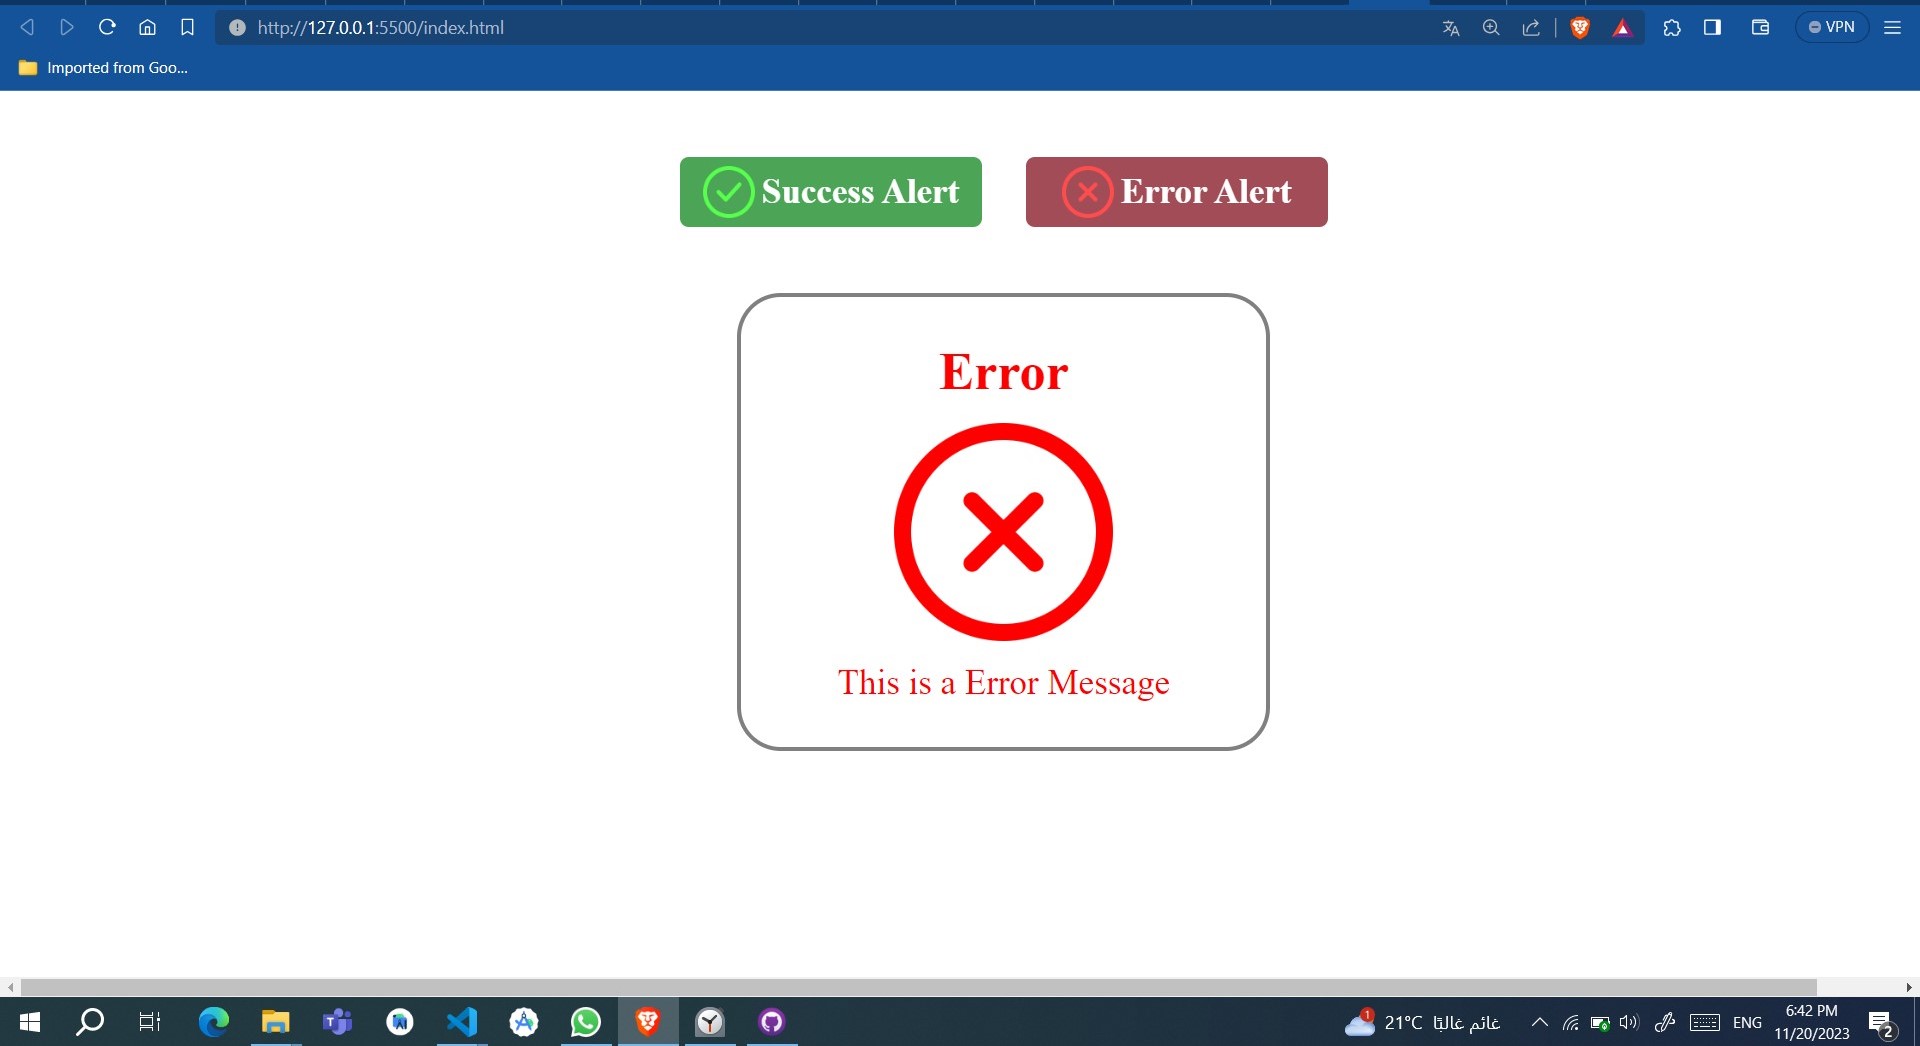 http://127.0.0.1:5500/index.html
VPN
Imported from Goo...
Success Alert
Error Alert
Error
This is a Error Message
1
21°C غائم غالبًا
ENG
6:42 PM
11/20/2023
2